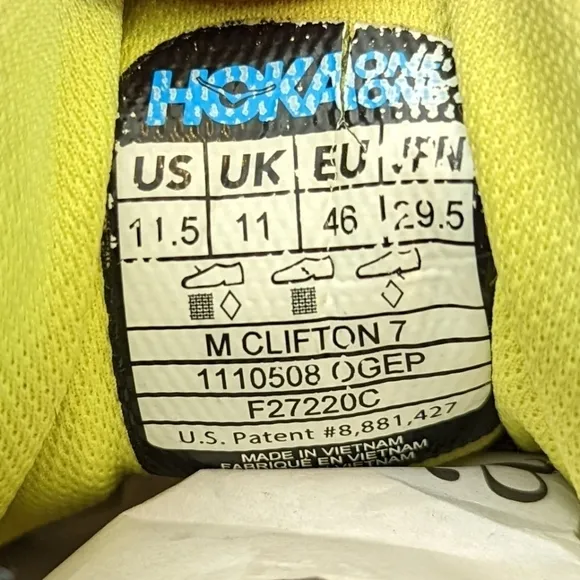 HOKA ONE ONE
US UK EU JPN
11.5 11 46 29.5
M CLIFTON 7
1110508 OGEP
F27220C
U.S. Patent #8,881,427
MADE IN VIETNAM
FABRIQUÉ EN VIETNAM